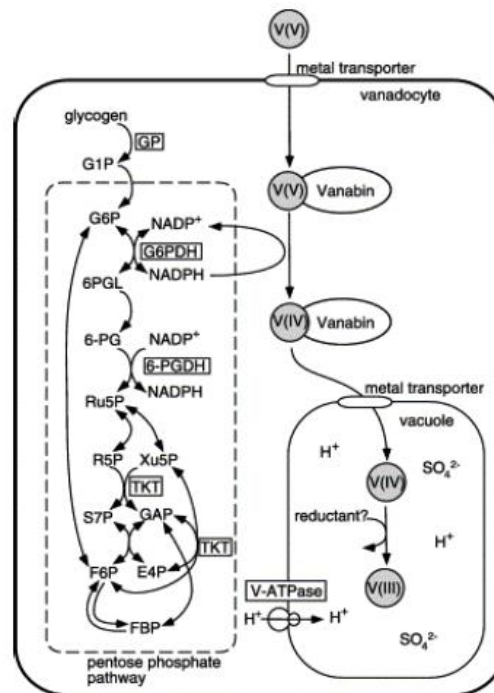 V(V)
metal transporter
vanadocyte
glycogen
GP
G1P
V(V) Vanabin
G6P NADP⁺
G6PDH
NADPH
6PGL
V(IV) Vanabin
6-PG NADP⁺
6-PGDH
NADPH
metal transporter
Ru5P
vacuole
H⁺
R5P Xu5P
V(IV) SO₄²⁻
TKT
S7P GAP
reductant?
H⁺
TKT
F6P E4P
V-ATPase
V(III)
H⁺ H⁺
FBP
SO₄²⁻
pentose phosphate
pathway